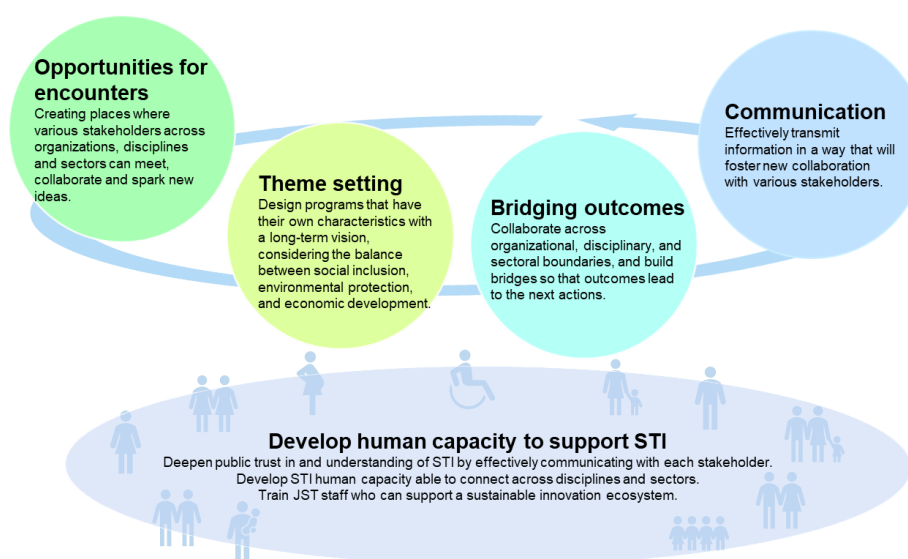 Opportunities for
encounters
Creating places where
various stakeholders across
organizations, disciplines
and sectors can meet,
collaborate and spark new
ideas.
Theme setting
Design programs that have
their own characteristics with
a long-term vision,
considering the balance
between social inclusion,
environmental protection,
and economic development.
Bridging outcomes
Collaborate across
organizational, disciplinary, and
sectoral boundaries, and build
bridges so that outcomes lead
to the next actions.
Communication
Effectively transmit
information in a way that will
foster new collaboration
with various stakeholders.
Develop human capacity to support STI
Deepen public trust in and understanding of STI by effectively communicating with each stakeholder.
Develop STI human capacity able to connect across disciplines and sectors.
Train JST staff who can support a sustainable innovation ecosystem.